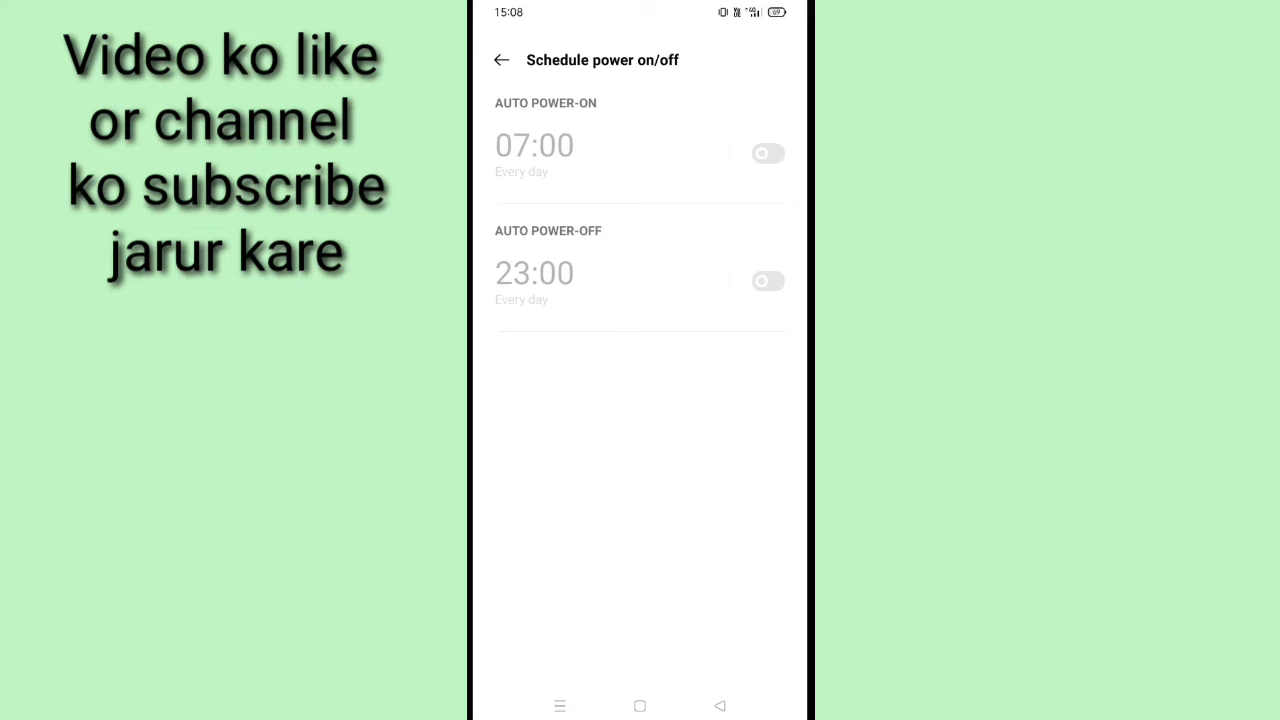 Video ko like
or channel
ko subscribe
jarur kare
15:08
69
Schedule power on/off
AUTO POWER-ON
07:00
Every day
AUTO POWER-OFF
23:00
Every day